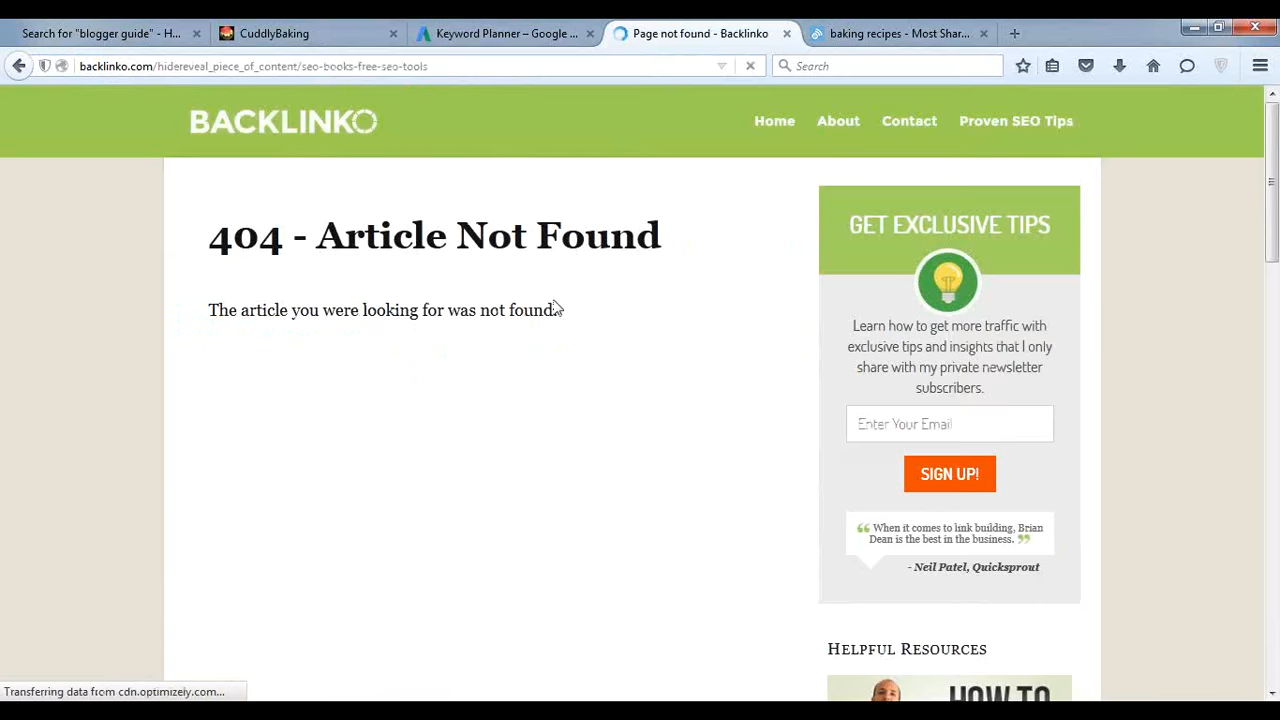 Search for "blogger guide" - H...
CuddlyBaking
Keyword Planner – Google ...
Page not found - Backlinko
baking recipes - Most Shar...
backlinko.com/hidereveal_piece_of_content/seo-books-free-seo-tools
Search
BACKLINKO
Home
About
Contact
Proven SEO Tips
404 - Article Not Found
The article you were looking for was not found.
GET EXCLUSIVE TIPS
Learn how to get more traffic with
exclusive tips and insights that I only
share with my private newsletter
subscribers.
Enter Your Email
SIGN UP!
“ When it comes to link building, Brian
Dean is the best in the business. ”
- Neil Patel, Quicksprout
HELPFUL RESOURCES
HOW TO
Transferring data from cdn.optimizely.com...